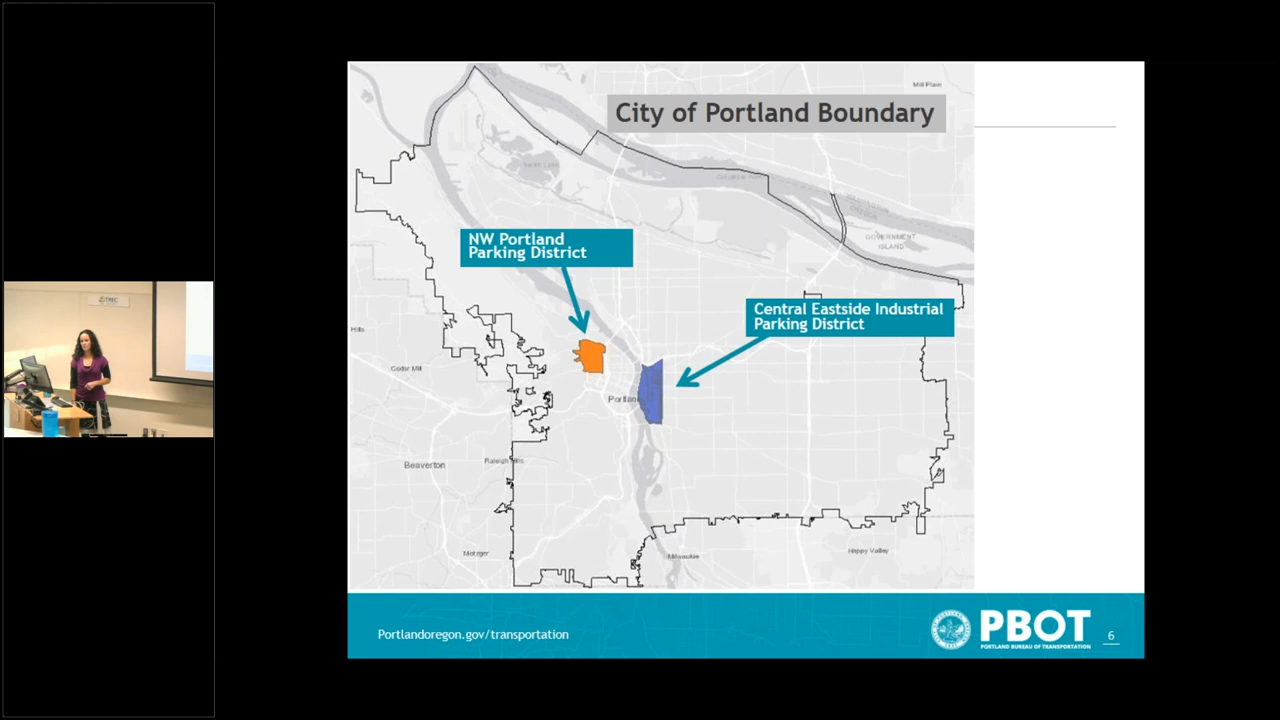 TREC
City of Portland Boundary
Mill Plain
GOVERNMENT
ISLAND
NW Portland
Parking District
Central Eastside Industrial
Parking District
Hills
Cedar Mill
Portland
Beaverton
Raleigh Hills
Metzger
Milwaukie
Happy Valley
Portlandoregon.gov/transportation
PBOT
PORTLAND BUREAU OF TRANSPORTATION
6